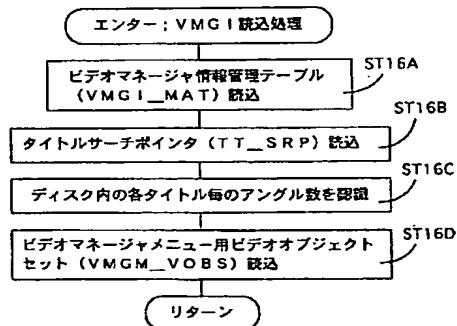 エンター；VMGI読込処理
ST16A
ビデオマネージャ情報管理テーブル
（VMGI__MAT）読込
ST16B
タイトルサーチポインタ（TT__SRP）読込
ST16C
ディスク内の各タイトル毎のアングル数を認識
ST16D
ビデオマネージャメニュー用ビデオオブジェクト
セット（VMGM__VOBS）読込
リターン